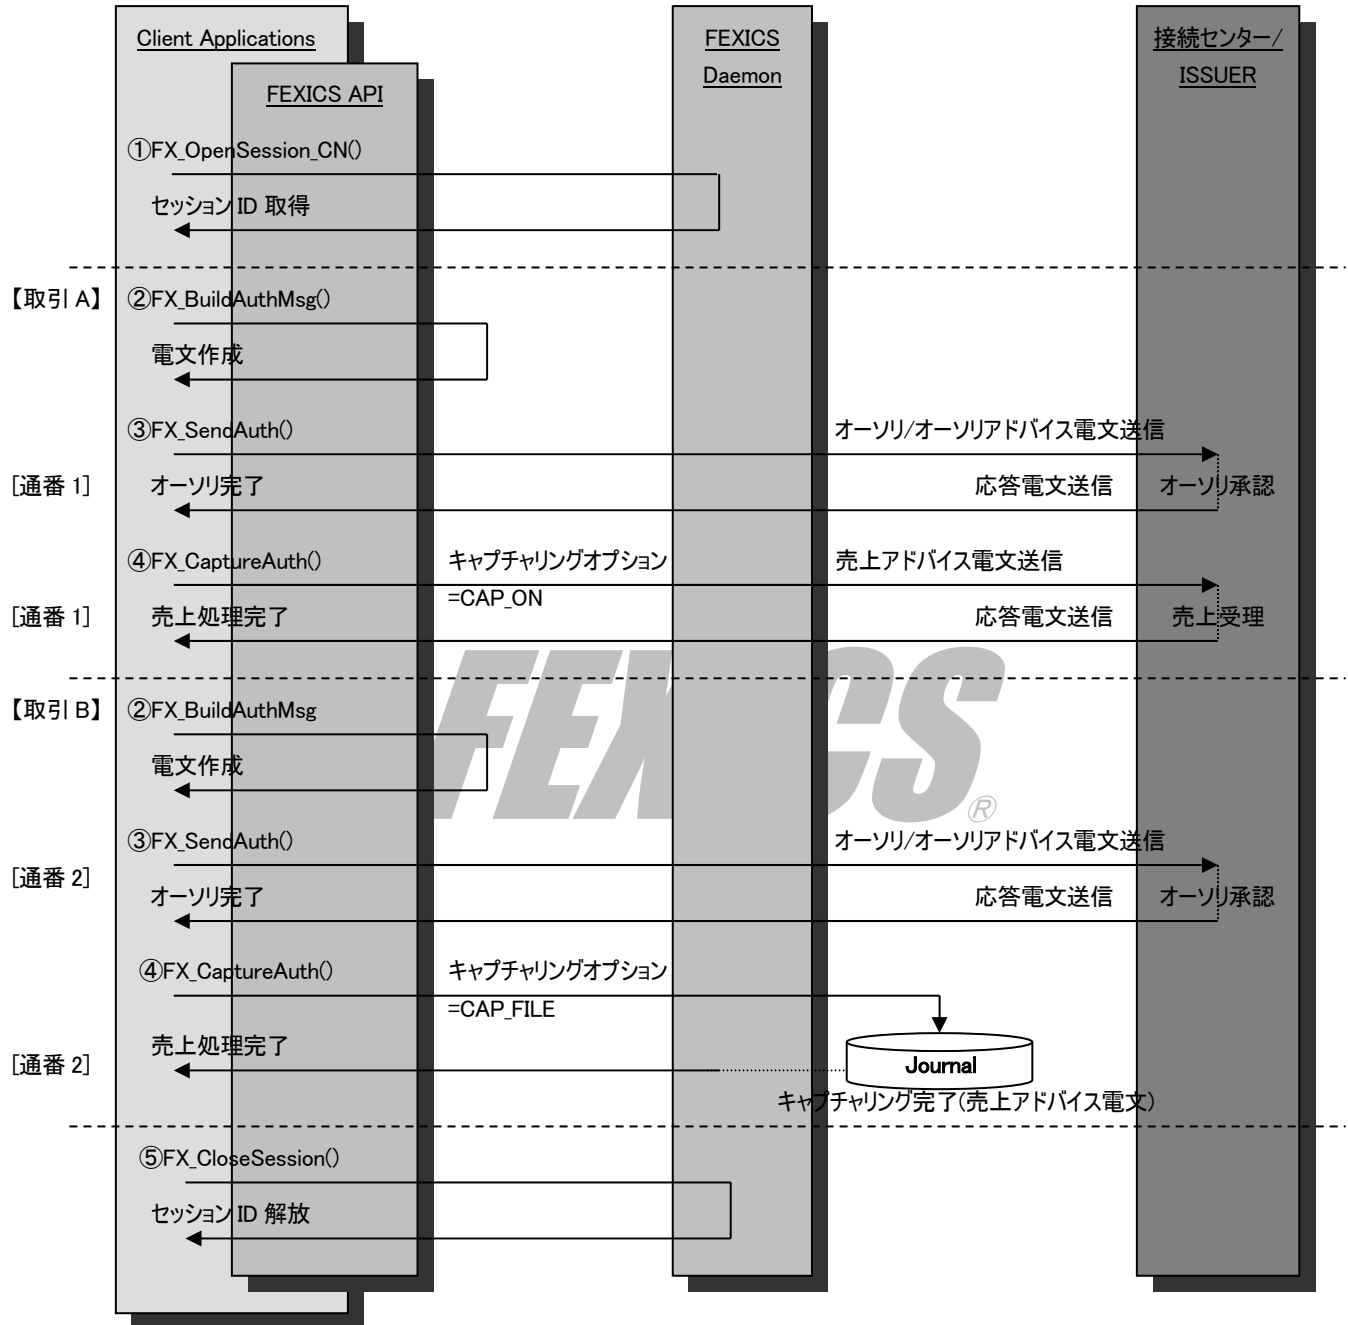 Client Applications
FEXICS API
FEXICS
Daemon
接続センター/
ISSUER
①FX_OpenSession_CN()
セッション ID 取得
【取引 A】 ②FX_BuildAuthMsg()
電文作成
③FX_SendAuth() オーソリ/オーソリアドバイス電文送信
[通番 1] オーソリ完了 応答電文送信 オーソリ承認
④FX_CaptureAuth() キャプチャリングオプション 売上アドバイス電文送信
=CAP_ON
[通番 1] 売上処理完了 応答電文送信 売上受理
【取引 B】 ②FX_BuildAuthMsg
電文作成
FEXICS®
③FX_SendAuth() オーソリ/オーソリアドバイス電文送信
[通番 2] オーソリ完了 応答電文送信 オーソリ承認
④FX_CaptureAuth() キャプチャリングオプション
=CAP_FILE
売上処理完了
[通番 2] Journal
キャプチャリング完了(売上アドバイス電文)
⑤FX_CloseSession()
セッション ID 解放